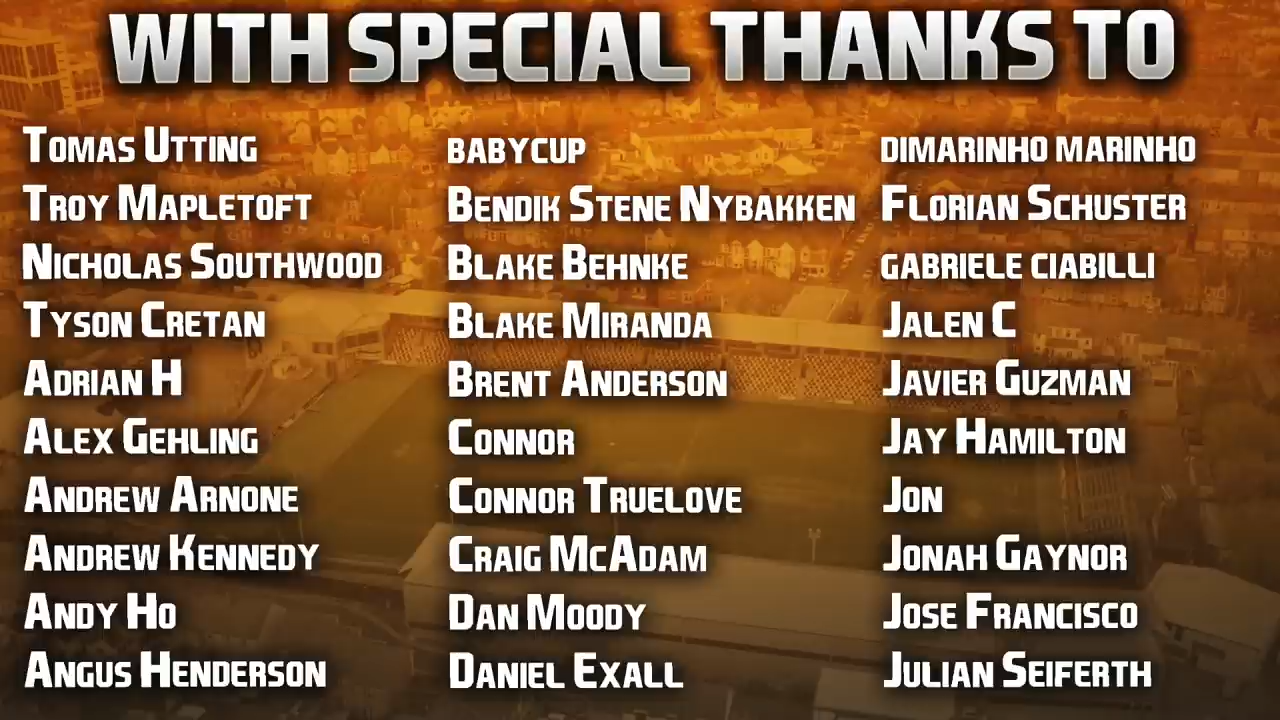 WITH SPECIAL THANKS TO
Tomas Utting
Troy Mapletoft
Nicholas Southwood
Tyson Cretan
Adrian H
Alex Gehling
Andrew Arnone
Andrew Kennedy
Andy Ho
Angus Henderson
babycup
Bendik Stene Nybakken
Blake Behnke
Blake Miranda
Brent Anderson
Connor
Connor Truelove
Craig McAdam
Dan Moody
Daniel Exall
dimarinho marinho
Florian Schuster
gabriele ciabilli
Jalen C
Javier Guzman
Jay Hamilton
Jon
Jonah Gaynor
Jose Francisco
Julian Seiferth